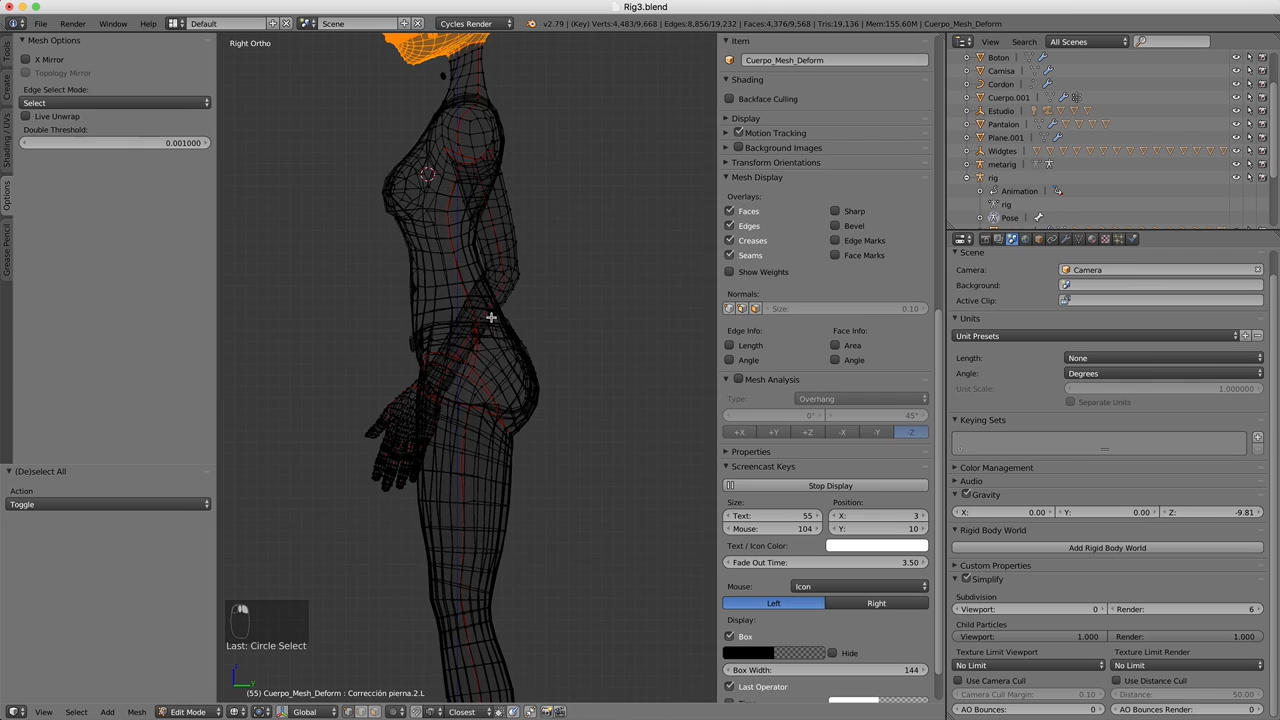 Rig3.blend
File
Render
Window
Help
Default
Scene
Cycles Render
v2.79 | (Key) Verts:4,483/9,668 | Edges:8,856/19,232 | Faces:4,376/9,568 | Tris:19,136 | Mem:155.60M | Cuerpo_Mesh_Deform
Tools
Create
Shading / UVs
Options
Grease Pencil
Mesh Options
X Mirror
Topology Mirror
Edge Select Mode:
Select
Live Unwrap
Double Threshold:
0.001000
(De)select All
Action
Toggle
Right Ortho
Last: Circle Select
(55) Cuerpo_Mesh_Deform : Corrección pierna.2.L
View
Select
Add
Mesh
Edit Mode
Global
Closest
Item
Cuerpo_Mesh_Deform
Shading
Backface Culling
Display
Motion Tracking
Background Images
Transform Orientations
Mesh Display
Overlays:
Faces
Sharp
Edges
Bevel
Creases
Edge Marks
Seams
Face Marks
Show Weights
Normals:
Size: 0.10
Edge Info:
Face Info:
Length
Area
Angle
Angle
Mesh Analysis
Type:
Overhang
0°
45°
+X
+Y
+Z
-X
-Y
-Z
Properties
Screencast Keys
Stop Display
Size:
Position:
Text: 55
X: 3
Mouse: 104
Y: 10
Text / Icon Color:
Fade Out Time: 3.50
Mouse:
Icon
Left
Right
Display:
Box
Hide
Box Width: 144
Last Operator
View
Search
All Scenes
Boton
Camisa
Cordon
Cuerpo.001
Estudio
Pantalon
Plane.001
Widgtes
metarig
rig
Animation
rig
Pose
Scene
Camera:
Camera
Background:
Active Clip:
Units
Unit Presets
Length:
None
Angle:
Degrees
Unit Scale: 1.000000
Separate Units
Keying Sets
Color Management
Audio
Gravity
X: 0.00
Y: 0.00
Z: -9.81
Rigid Body World
Add Rigid Body World
Custom Properties
Simplify
Subdivision
Viewport: 0
Render: 6
Child Particles
Viewport: 1.000
Render: 1.000
Texture Limit Viewport
Texture Limit Render
No Limit
No Limit
Use Camera Cull
Use Distance Cull
Camera Cull Margin: 0.10
Distance: 50.00
AO Bounces: 0
AO Bounces Render: 0